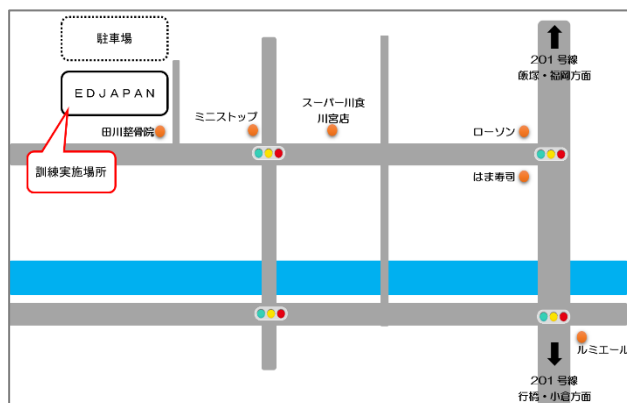 駐車場
EDJAPAN
田川整骨院
訓練実施場所
ミニストップ
スーパー川食
川宮店
201号線
飯塚・福岡方面
ローソン
はま寿司
ルミエール
201号線
行橋・小倉方面